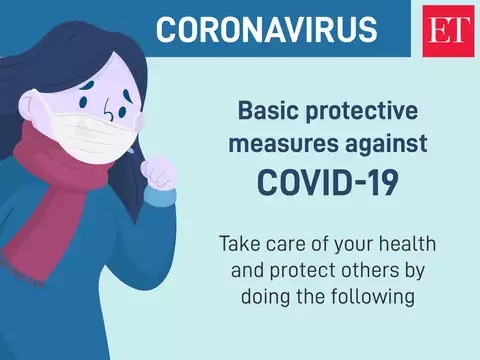 CORONAVIRUS
ET
Basic protective
measures against
COVID-19
Take care of your health
and protect others by
doing the following